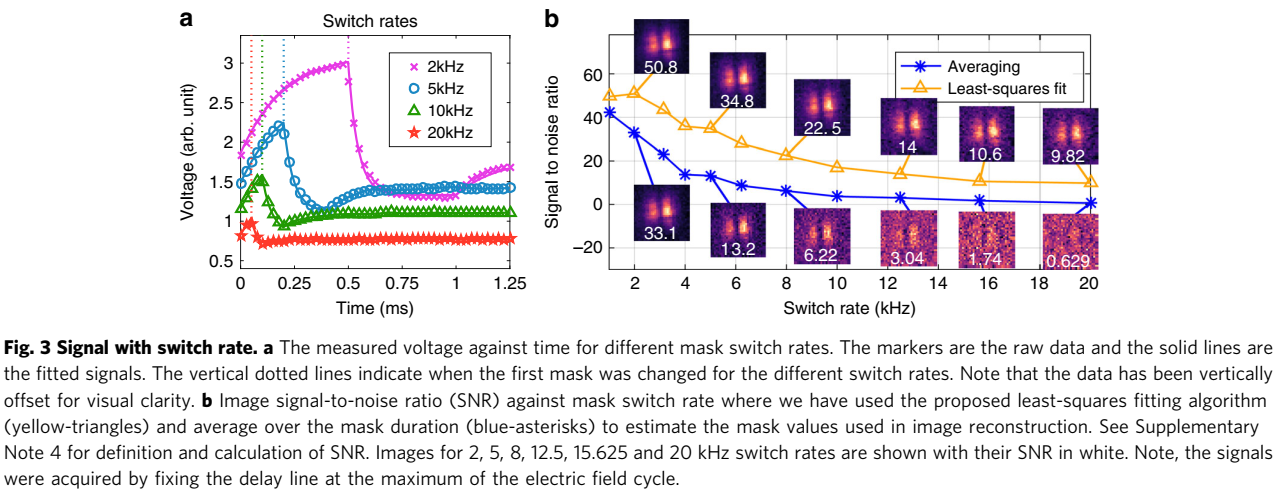 a
Switch rates
3
2.5
2
1.5
1
0.5
Voltage (arb. unit)
2kHz
5kHz
10kHz
20kHz
0
0.25
0.5
0.75
1
1.25
Time (ms)
b
60
40
20
0
−20
Signal to noise ratio
50.8
34.8
22.5
14
10.6
9.82
Averaging
Least-squares fit
33.1
13.2
6.22
3.04
1.74
0.629
2
4
6
8
10
12
14
16
18
20
Switch rate (kHz)
Fig. 3 Signal with switch rate. a The measured voltage against time for different mask switch rates. The markers are the raw data and the solid lines are
the fitted signals. The vertical dotted lines indicate when the first mask was changed for the different switch rates. Note that the data has been vertically
offset for visual clarity. b Image signal-to-noise ratio (SNR) against mask switch rate where we have used the proposed least-squares fitting algorithm
(yellow-triangles) and average over the mask duration (blue-asterisks) to estimate the mask values used in image reconstruction. See Supplementary
Note 4 for definition and calculation of SNR. Images for 2, 5, 8, 12.5, 15.625 and 20 kHz switch rates are shown with their SNR in white. Note, the signals
were acquired by fixing the delay line at the maximum of the electric field cycle.